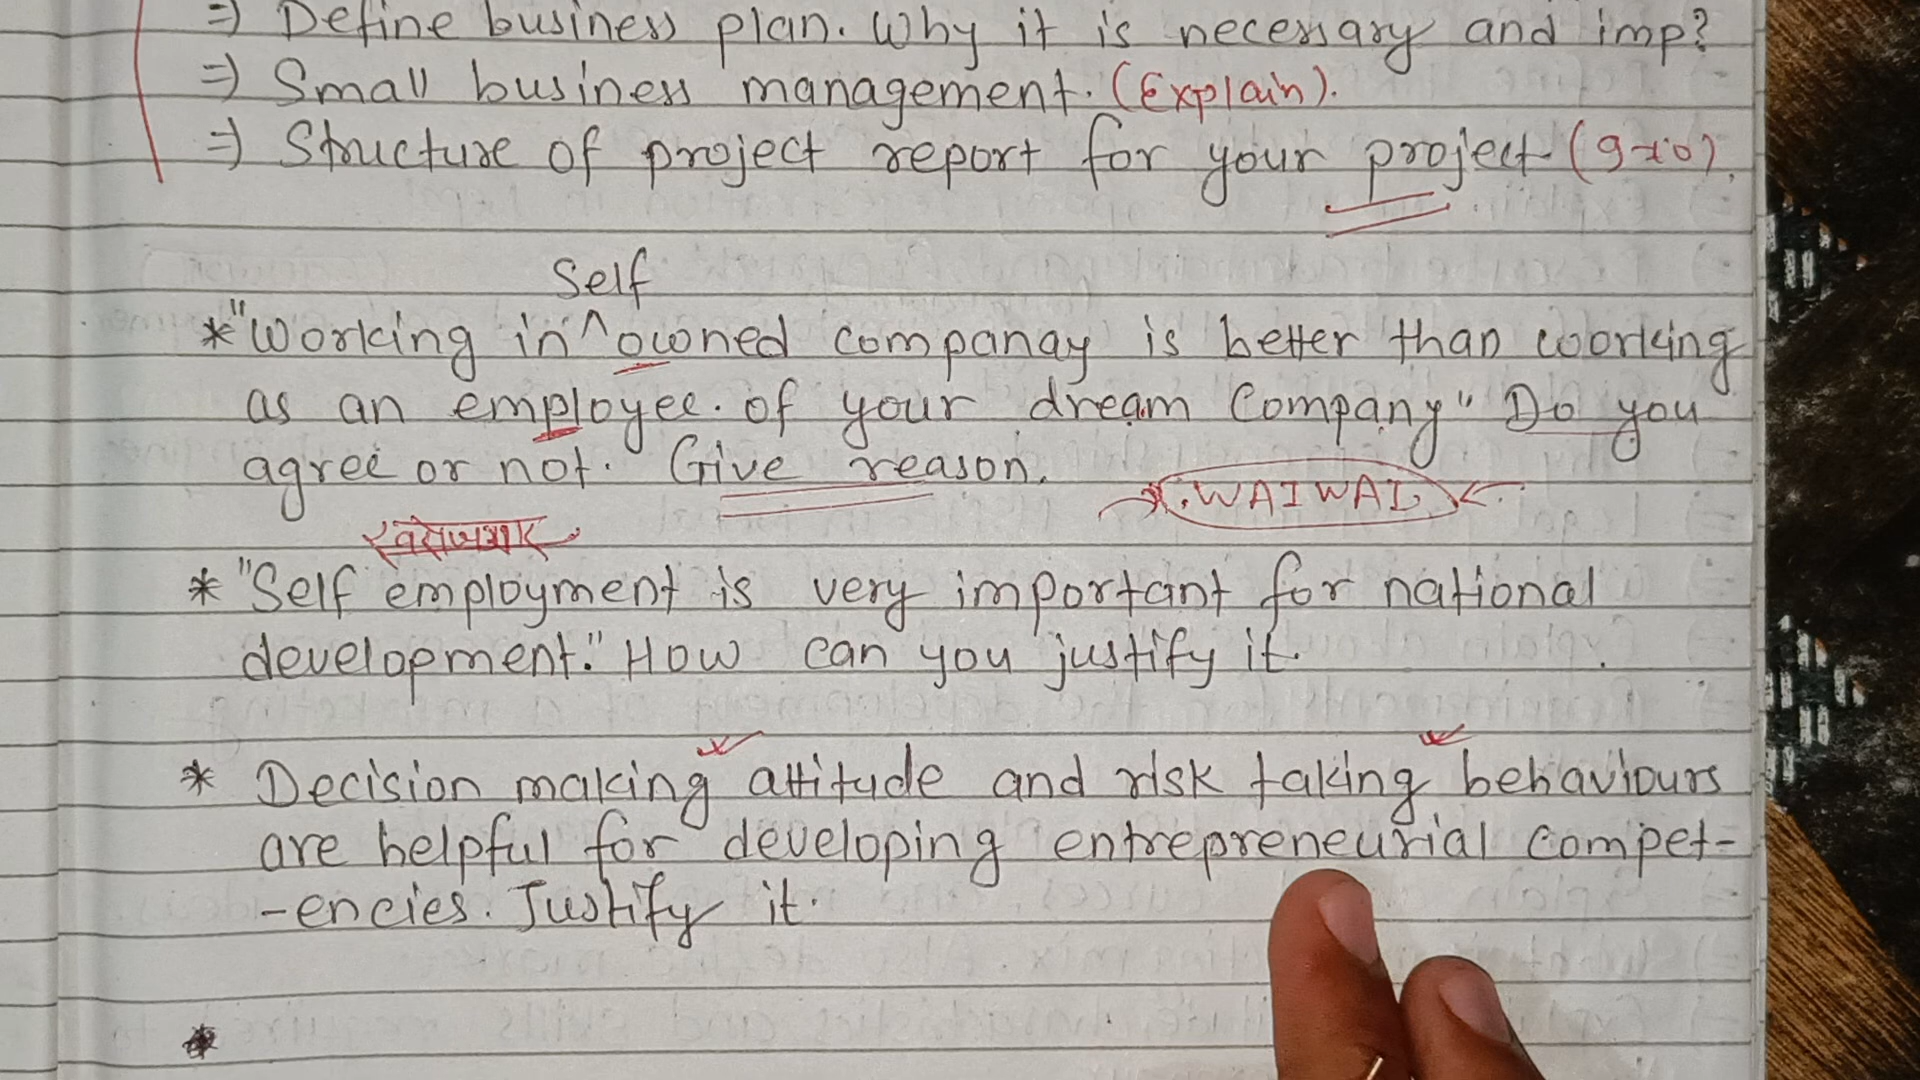 =) Define business plan. Why it is necessary and imp?
=) Small business management. (Explain).
=) Structure of project report for your project
Self
*"Working in ^ owned companay is better than working
as an employee of your dream Company" Do you
agree or not. Give reason.
WAIWAI
स्वरोजगार
* "Self employment is very important for national
development." How can you justify it.
* Decision making attitude and risk taking behaviours
are helpful for developing entrepreneurial compet-
-encies. Justify it.
*